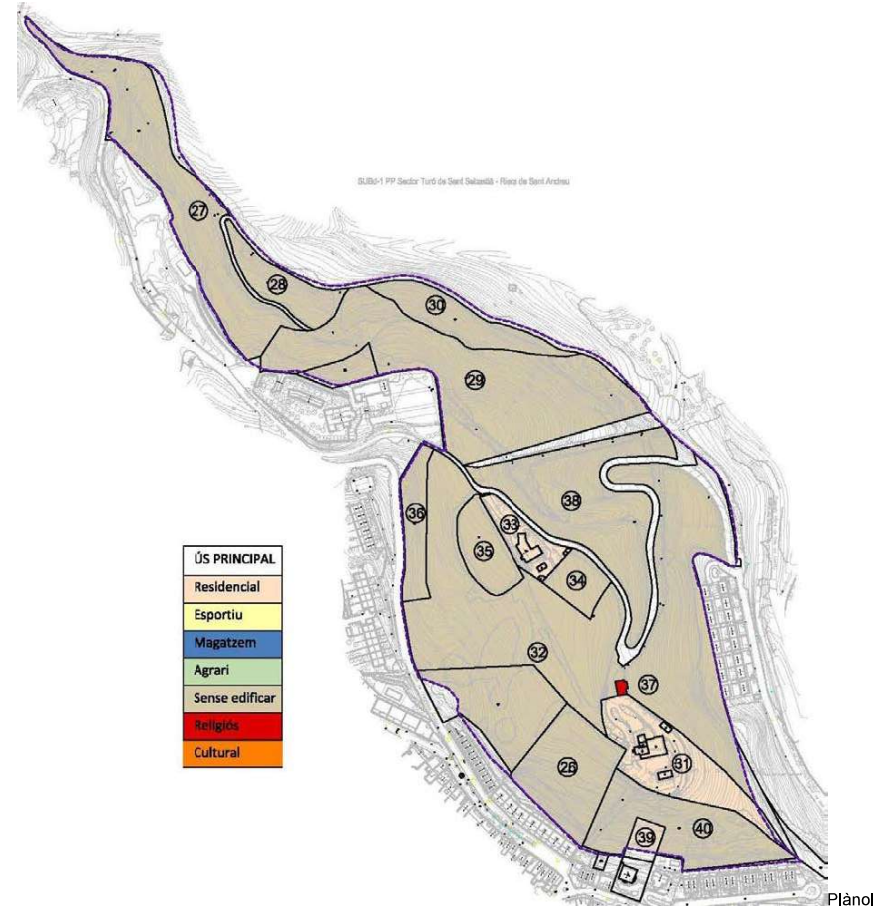 SUBd-1 PP Sector Turó de Sant Sebastià - Riera de Sant Andreu
27
28
30
29
38
36
33
35
34
32
37
31
26
39
40
ÚS PRINCIPAL
Residencial
Esportiu
Magatzem
Agrari
Sense edificar
Religiós
Cultural
Plànol